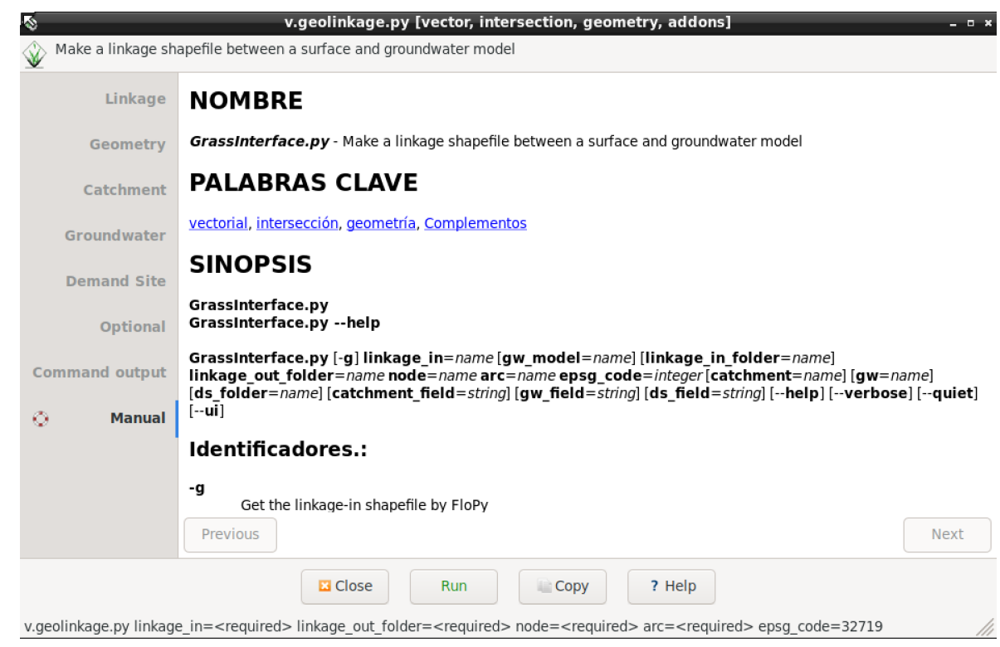 v.geolinkage.py [vector, intersection, geometry, addons]
Make a linkage shapefile between a surface and groundwater model
Linkage
Geometry
Catchment
Groundwater
Demand Site
Optional
Command output
Manual
NOMBRE
GrassInterface.py - Make a linkage shapefile between a surface and groundwater model
PALABRAS CLAVE
vectorial, intersección, geometría, Complementos
SINOPSIS
GrassInterface.py
GrassInterface.py --help
GrassInterface.py [-g] linkage_in=name [gw_model=name] [linkage_in_folder=name]
linkage_out_folder=name node=name arc=name epsg_code=integer [catchment=name] [gw=name]
[ds_folder=name] [catchment_field=string] [gw_field=string] [ds_field=string] [--help] [--verbose] [--quiet]
[--ui]
Identificadores.:
-g
Get the linkage-in shapefile by FloPy
Previous
Next
Close
Run
Copy
? Help
v.geolinkage.py linkage_in=<required> linkage_out_folder=<required> node=<required> arc=<required> epsg_code=32719